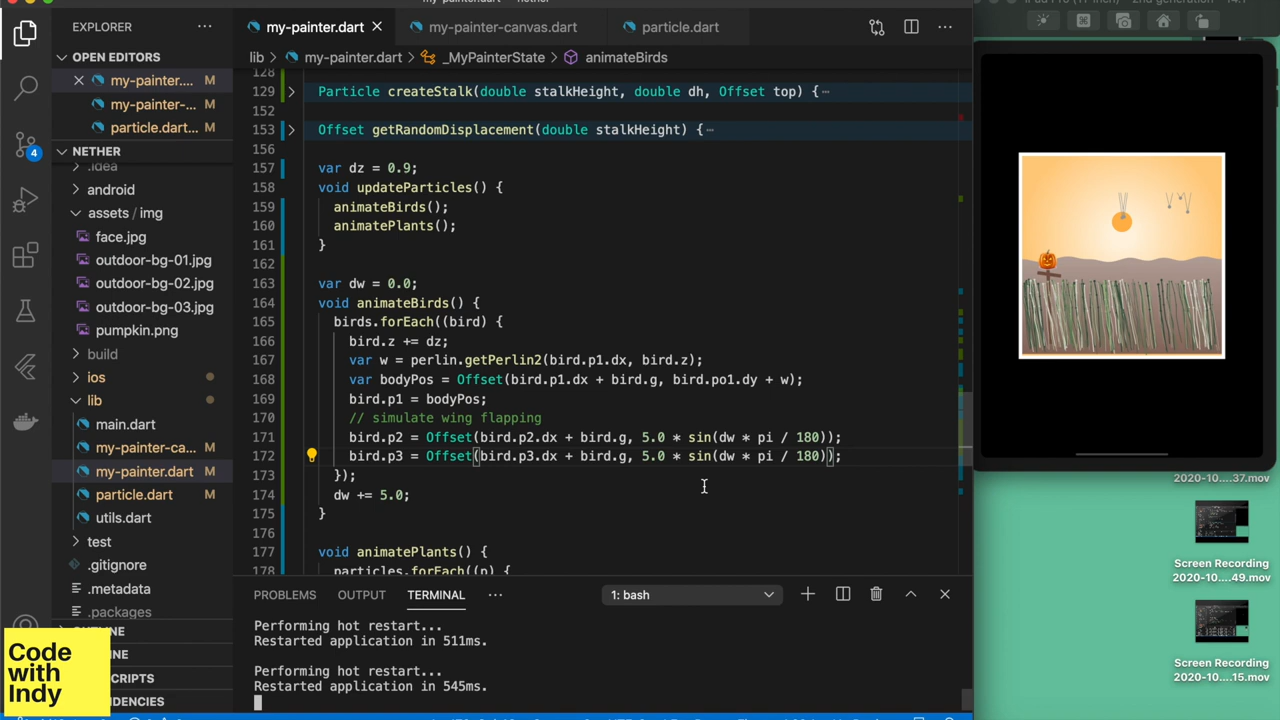 EXPLORER
OPEN EDITORS
my-painter.... M
my-painter-... M
particle.dart... M
NETHER
.idea
android
assets / img
face.jpg
outdoor-bg-01.jpg
outdoor-bg-02.jpg
outdoor-bg-03.jpg
pumpkin.png
build
ios
lib
main.dart
my-painter-ca... M
my-painter.dart M
particle.dart M
utils.dart
test
.gitignore
.metadata
.packages
OUTLINE
4
Code
with
Indy
my-painter.dart
my-painter-canvas.dart
particle.dart
lib > my-painter.dart > _MyPainterState > animateBirds
128
129 Particle createStalk(double stalkHeight, double dh, Offset top) {⋯
152
153 Offset getRandomDisplacement(double stalkHeight) {⋯
156
157 var dz = 0.9;
158 void updateParticles() {
159 animateBirds();
160 animatePlants();
161 }
162
163 var dw = 0.0;
164 void animateBirds() {
165 birds.forEach((bird) {
166 bird.z += dz;
167 var w = perlin.getPerlin2(bird.p1.dx, bird.z);
168 var bodyPos = Offset(bird.p1.dx + bird.g, bird.po1.dy + w);
169 bird.p1 = bodyPos;
170 // simulate wing flapping
171 bird.p2 = Offset(bird.p2.dx + bird.g, 5.0 * sin(dw * pi / 180));
172 bird.p3 = Offset(bird.p3.dx + bird.g, 5.0 * sin(dw * pi / 180));
173 });
174 dw += 5.0;
175 }
176
177 void animatePlants() {
178 particles.forEach((p) {
PROBLEMS OUTPUT TERMINAL ⋯ 1: bash
Performing hot restart...
Restarted application in 511ms.
Performing hot restart...
Restarted application in 545ms.
2020-10....37.mov
Screen Recording
2020-10....49.mov
Screen Recording
2020-10....15.mov